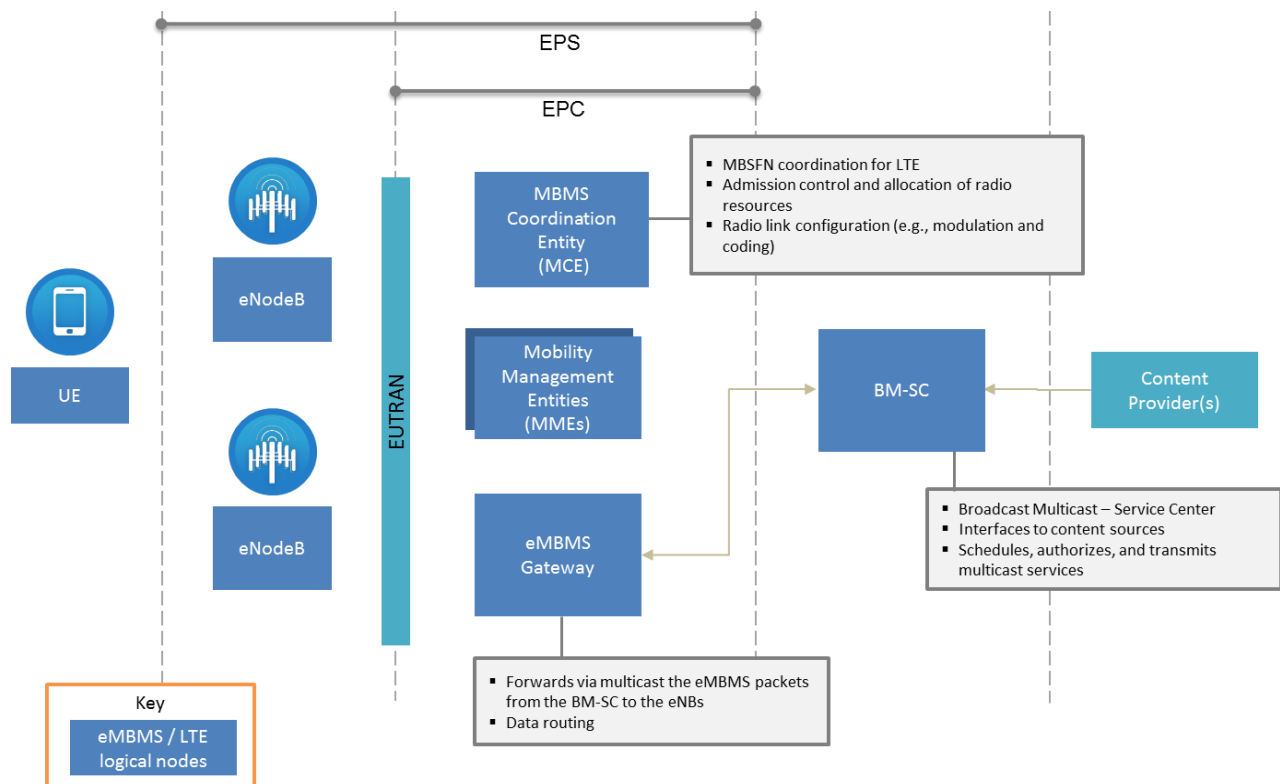 EPS
EPC
MBMS
Coordination
Entity
(MCE)
▪ MBSFN coordination for LTE
▪ Admission control and allocation of radio
resources
▪ Radio link configuration (e.g., modulation and
coding)
eNodeB
UE
EUTRAN
Mobility
Management
Entities
(MMEs)
BM-SC
Content
Provider(s)
eNodeB
eMBMS
Gateway
▪ Broadcast Multicast – Service Center
▪ Interfaces to content sources
▪ Schedules, authorizes, and transmits
multicast services
▪ Forwards via multicast the eMBMS packets
from the BM-SC to the eNBs
▪ Data routing
Key
eMBMS / LTE
logical nodes